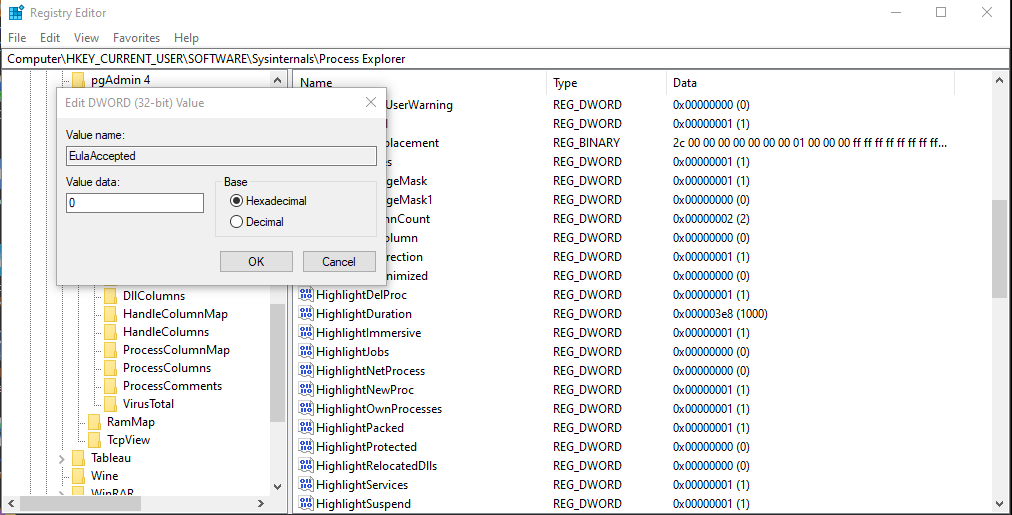 Registry Editor
File Edit View Favorites Help
Computer\HKEY_CURRENT_USER\SOFTWARE\Sysinternals\Process Explorer
pgAdmin 4
Edit DWORD (32-bit) Value
Value name:
EulaAccepted
Value data:
0
Base
Hexadecimal
Decimal
OK Cancel
DllColumns
HandleColumnMap
HandleColumns
ProcessColumnMap
ProcessColumns
ProcessComments
VirusTotal
RamMap
TcpView
Tableau
Wine
WinRAR
Name Type Data
UserWarning REG_DWORD 0x00000000 (0)
REG_DWORD 0x00000001 (1)
placement REG_BINARY 2c 00 00 00 00 00 00 00 01 00 00 00 ff ff ff ff ff ff ff ff...
es REG_DWORD 0x00000001 (1)
geMask REG_DWORD 0x00000001 (1)
geMask1 REG_DWORD 0x00000000 (0)
nnCount REG_DWORD 0x00000002 (2)
olumn REG_DWORD 0x00000000 (0)
rection REG_DWORD 0x00000001 (1)
nimized REG_DWORD 0x00000000 (0)
HighlightDelProc REG_DWORD 0x00000001 (1)
HighlightDuration REG_DWORD 0x000003e8 (1000)
HighlightImmersive REG_DWORD 0x00000001 (1)
HighlightJobs REG_DWORD 0x00000000 (0)
HighlightNetProcess REG_DWORD 0x00000000 (0)
HighlightNewProc REG_DWORD 0x00000001 (1)
HighlightOwnProcesses REG_DWORD 0x00000001 (1)
HighlightPacked REG_DWORD 0x00000001 (1)
HighlightProtected REG_DWORD 0x00000000 (0)
HighlightRelocatedDlls REG_DWORD 0x00000000 (0)
HighlightServices REG_DWORD 0x00000001 (1)
HighlightSuspend REG_DWORD 0x00000001 (1)